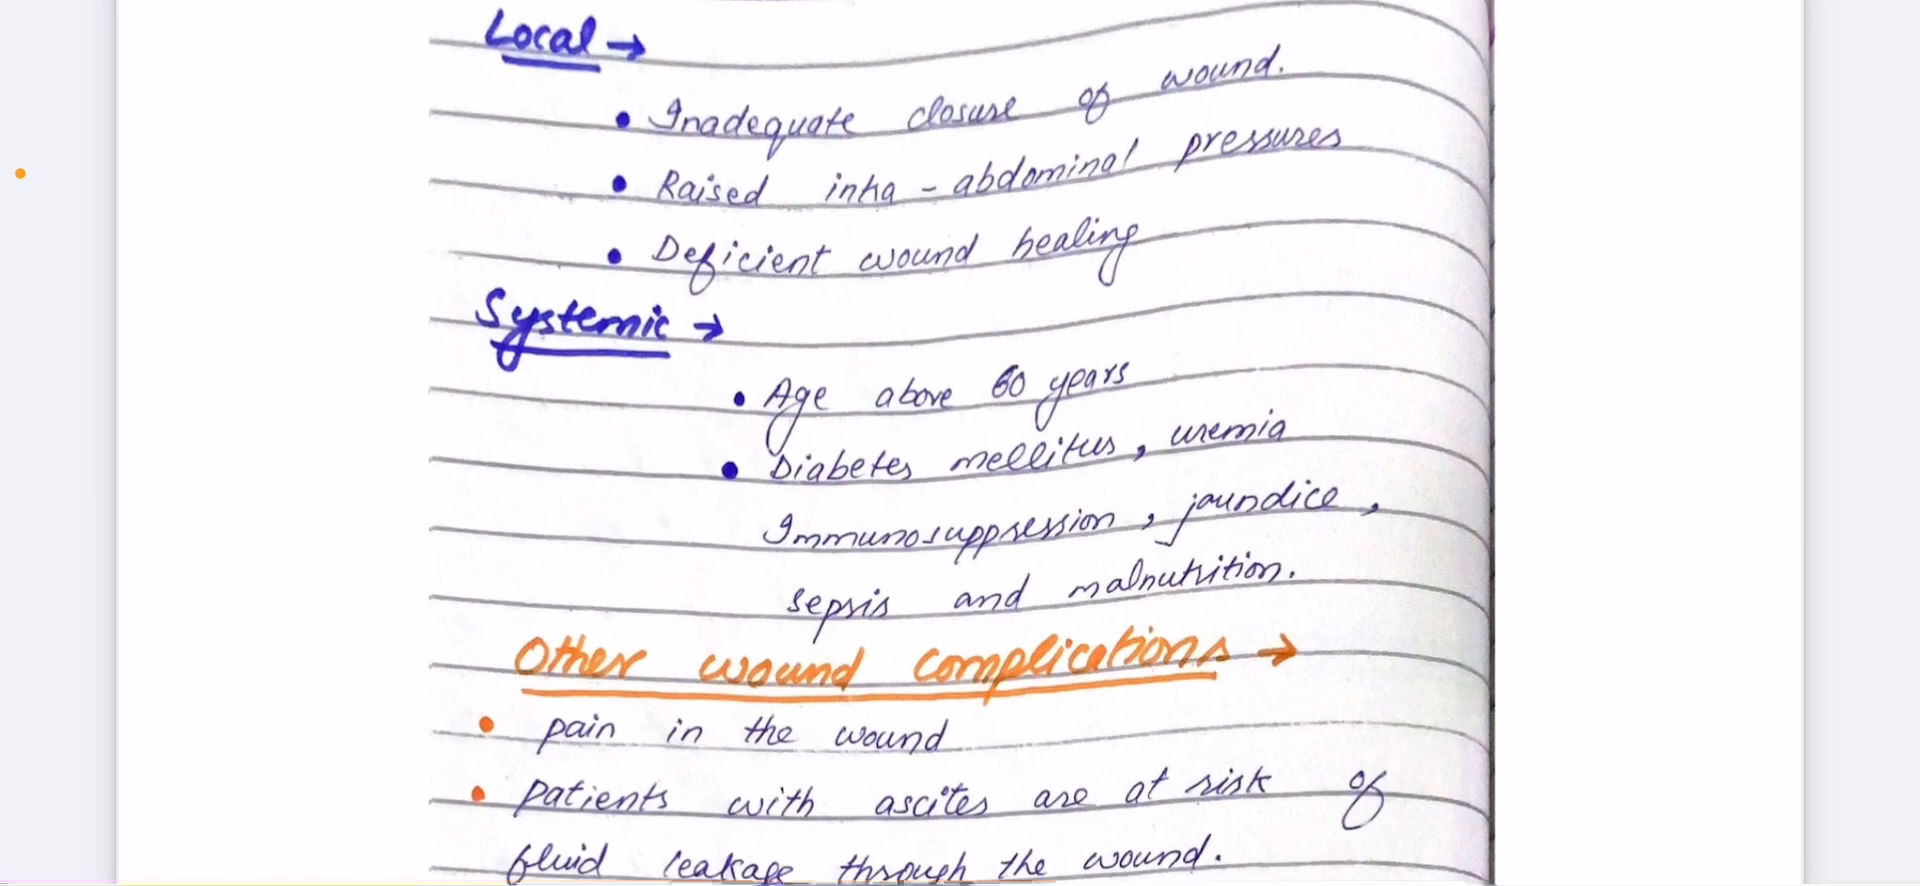 Local →
• Inadequate closure of wound.
• Raised intra-abdominal pressures
• Deficient wound healing
Systemic →
• Age above 60 years
• Diabetes mellitus, uremia
Immunosuppression, jaundice,
sepsis and malnutrition.
Other wound complications →
• pain in the wound
• patients with ascites are at risk of
fluid leakage through the wound.